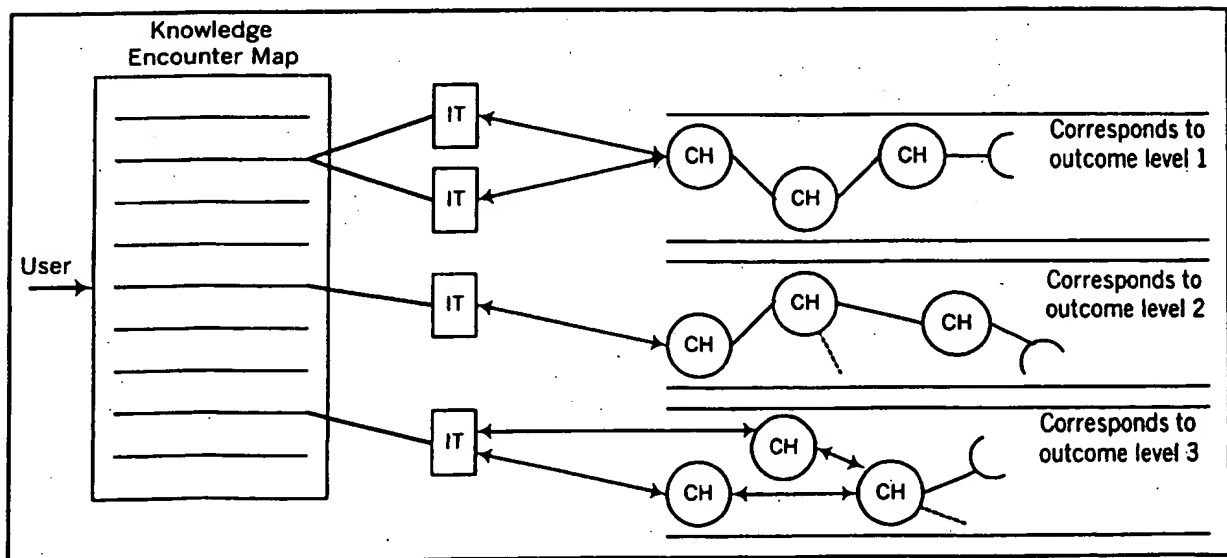 Knowledge
Encounter Map
User
IT
IT
CH
CH
CH
Corresponds to
outcome level 1
IT
CH
CH
CH
Corresponds to
outcome level 2
IT
CH
CH
CH
Corresponds to
outcome level 3